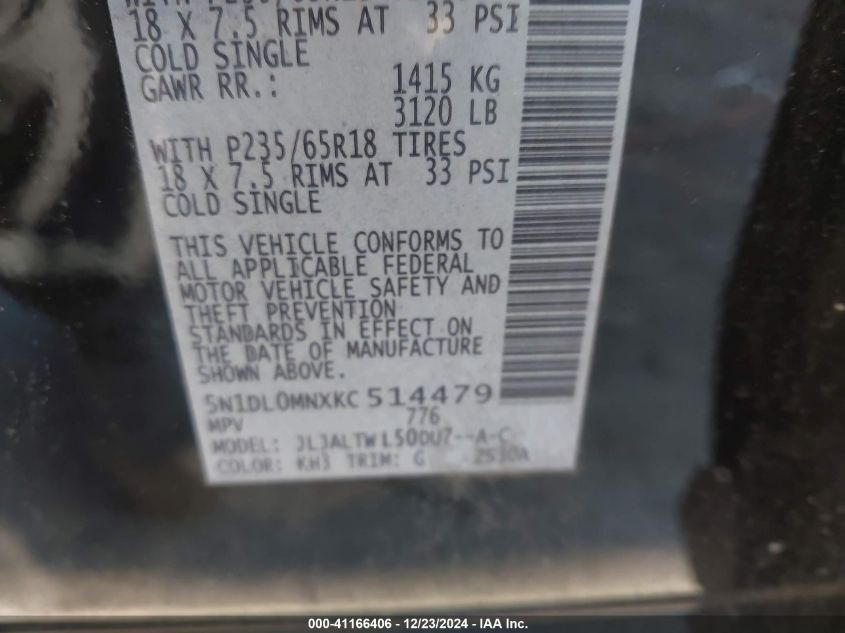 18 X 7.5 RIMS AT 33 PSI
COLD SINGLE
GAWR RR.: 1415 KG
3120 LB
WITH P235/65R18 TIRES
18 X 7.5 RIMS AT 33 PSI
COLD SINGLE
THIS VEHICLE CONFORMS TO
ALL APPLICABLE FEDERAL
MOTOR VEHICLE SAFETY AND
THEFT PREVENTION
STANDARDS IN EFFECT ON
THE DATE OF MANUFACTURE
SHOWN ABOVE.
5N1DL0MNXKC514479
MPV 776
MODEL: JLJALTWL50DUZ--A-C
COLOR: KH3 TRIM: G
000-41166406 - 12/23/2024 - IAA Inc.